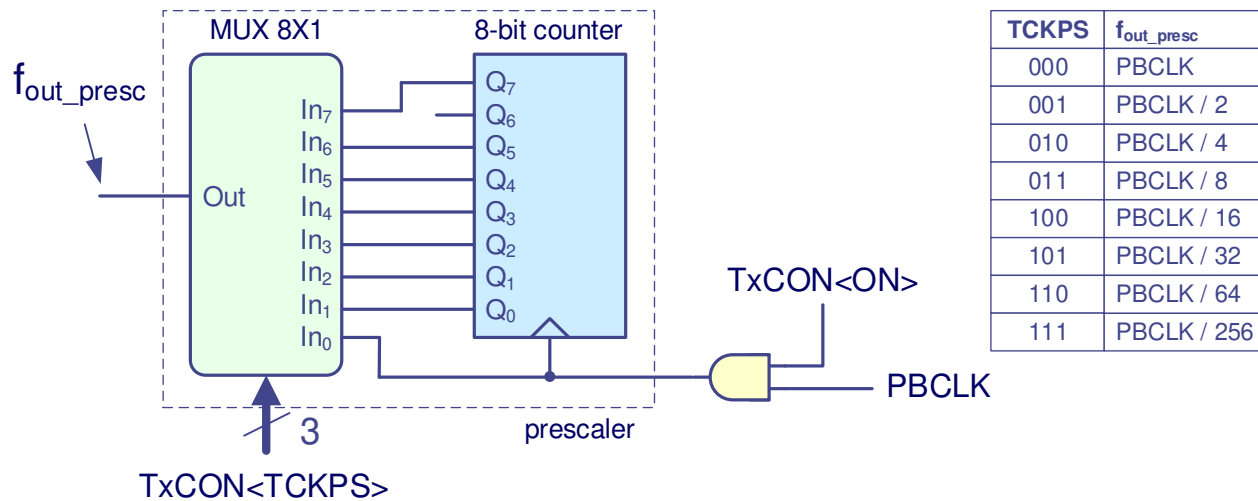 MUX 8X1
8-bit counter
f_out_presc
Out
In7
In6
In5
In4
In3
In2
In1
In0
Q7
Q6
Q5
Q4
Q3
Q2
Q1
Q0
TxCON<ON>
PBCLK
prescaler
3
TxCON<TCKPS>
TCKPS f_out_presc
000 PBCLK
001 PBCLK / 2
010 PBCLK / 4
011 PBCLK / 8
100 PBCLK / 16
101 PBCLK / 32
110 PBCLK / 64
111 PBCLK / 256